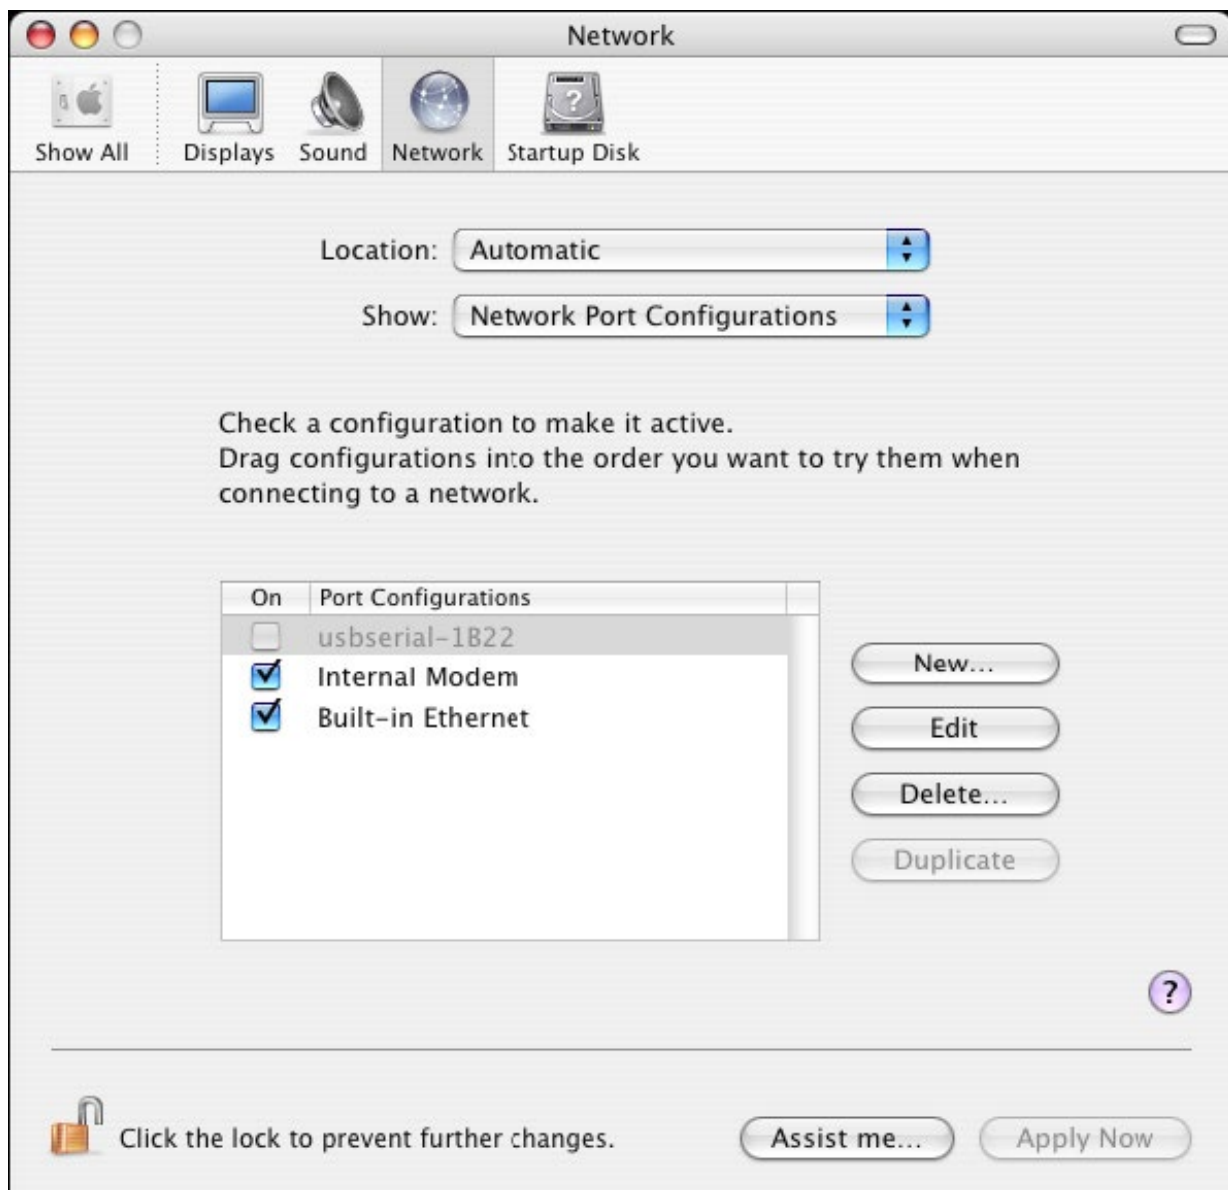 Network
Show All
Displays
Sound
Network
Startup Disk
Location: Automatic
Show: Network Port Configurations
Check a configuration to make it active.
Drag configurations into the order you want to try them when
connecting to a network.
On Port Configurations
usbserial-1B22
Internal Modem
Built-in Ethernet
New...
Edit
Delete...
Duplicate
?
Click the lock to prevent further changes.
Assist me...
Apply Now